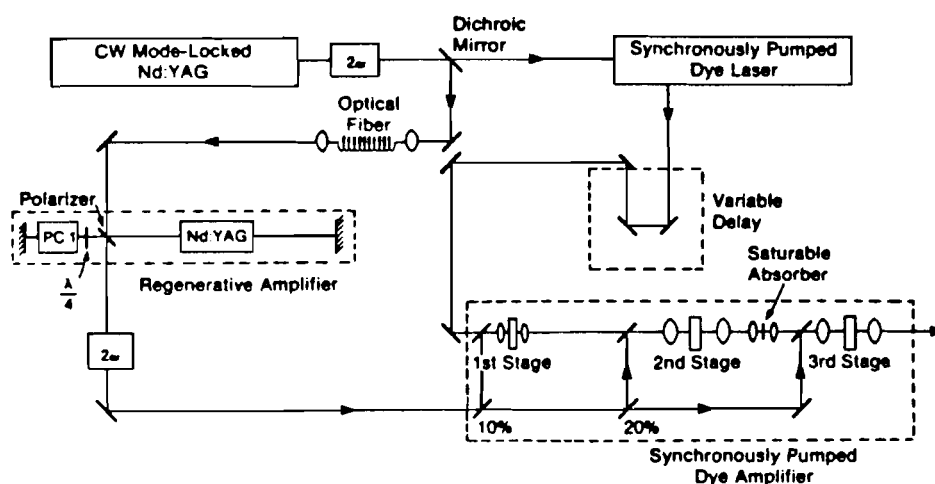 CW Mode-Locked
Nd:YAG
2ω
Dichroic
Mirror
Synchronously Pumped
Dye Laser
Optical
Fiber
Polarizer
PC 1
Nd:YAG
λ
4
Regenerative Amplifier
Variable
Delay
Saturable
Absorber
2ω
1st Stage
2nd Stage
3rd Stage
10%
20%
Synchronously Pumped
Dye Amplifier